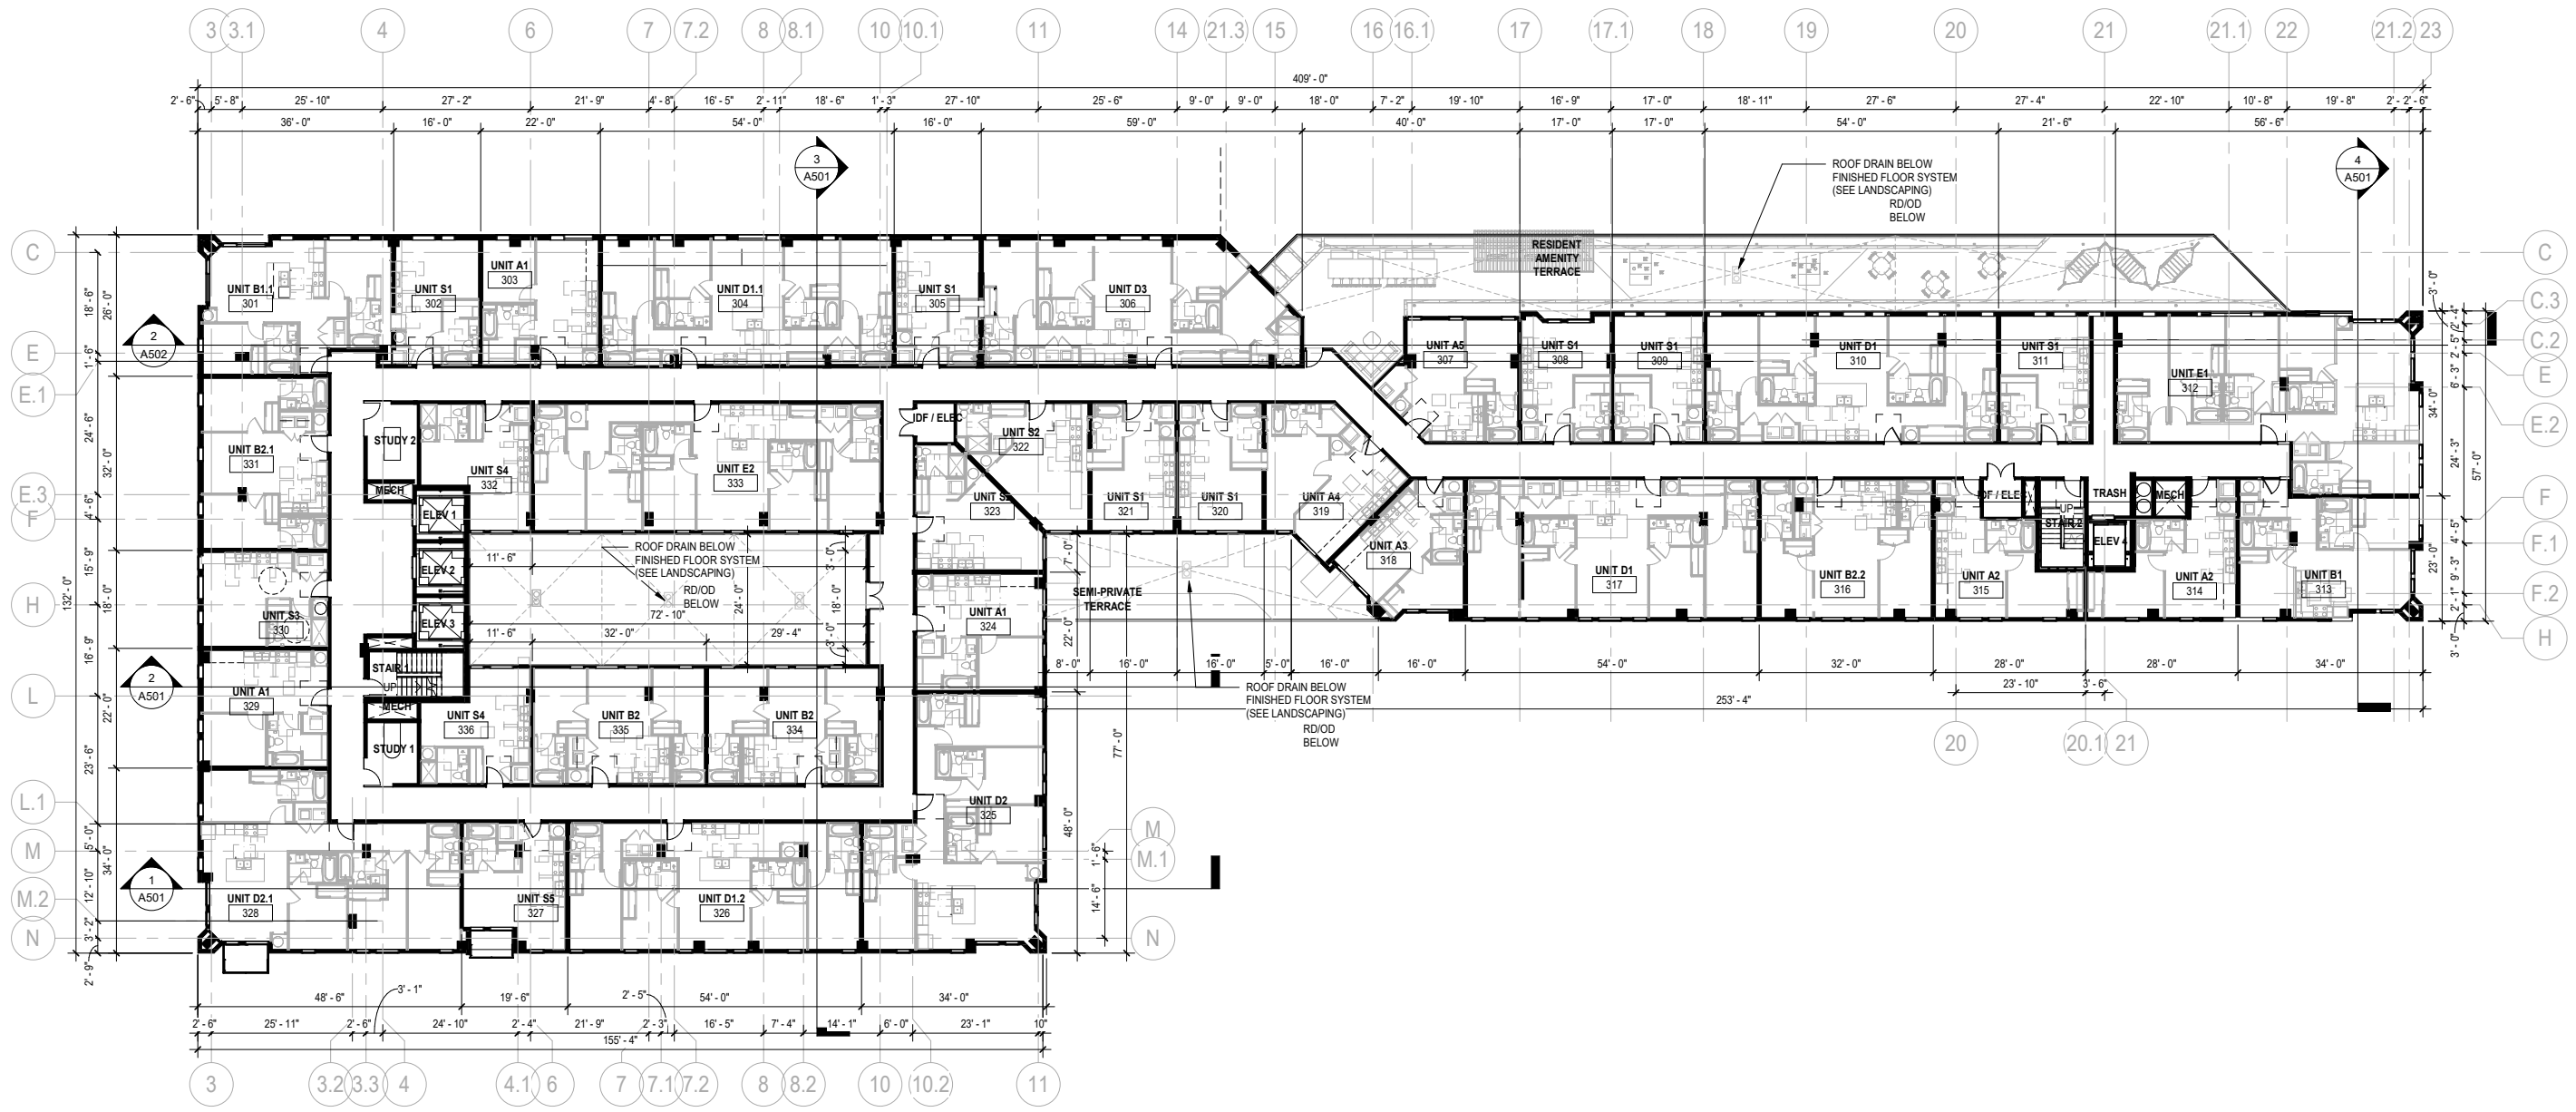 3 3.1 4 6 7 7.2 8 8.1 10 10.1 11 14 21.3 15 16 16.1 17 17.1 18 19 20 21 21.1 22 21.2 23
409' - 0"
2' - 6" 5' - 8" 25' - 10" 27' - 2" 21' - 9" 4' - 8" 16' - 5" 2' - 11" 18' - 6" 1' - 3" 27' - 10" 25' - 6" 9' - 0" 9' - 0" 18' - 0" 7' - 2" 19' - 10" 16' - 9" 17' - 0" 18' - 11" 27' - 6" 27' - 4" 22' - 10" 10' - 8" 19' - 8" 2' - 2' - 6"
36' - 0" 16' - 0" 22' - 0" 54' - 0" 16' - 0" 59' - 0" 40' - 0" 17' - 0" 17' - 0" 54' - 0" 21' - 6" 56' - 6"
3
A501
4
A501
ROOF DRAIN BELOW
FINISHED FLOOR SYSTEM
(SEE LANDSCAPING)
RD/OD
BELOW
RESIDENT
AMENITY
TERRACE
C
E
E.1
E.3
F
H
L
L.1
M
M.2
N
C
C.3
C.2
E
E.2
F
F.1
F.2
H
2
A502
2
A501
1
A501
132' - 0"
18' - 6"
26' - 0"
1' - 6"
24' - 6"
32' - 0"
4' - 6"
15' - 9"
18' - 0"
16' - 9"
22' - 0"
23' - 6"
5' - 0"
34' - 0"
12' - 10"
3' - 2"
2' - 9"
UNIT B1.1
301
UNIT S1
302
UNIT A1
303
UNIT D1.1
304
UNIT S1
305
UNIT D3
306
UNIT A5
307
UNIT S1
308
UNIT S1
309
UNIT D1
310
UNIT S1
311
UNIT E1
312
3' - 0"
2' - 5"
6' - 3"
34' - 0"
24' - 3"
57' - 0"
4' - 5"
23' - 0"
9' - 3"
2' - 1"
3' - 0"
UNIT B2.1
331
STUDY 2
MECH
UNIT S4
332
UNIT E2
333
IDF / ELEC
UNIT S2
322
323
UNIT S1
321
UNIT S1
320
UNIT A4
319
UNIT A3
318
UNIT D1
317
UNIT B2.2
316
UNIT A2
315
UP
STAIR 2
TRASH
MECH
ELEV 4
UNIT A2
314
UNIT B1
313
ELEV 1
ELEV 2
ELEV 3
UNIT S3
330
11' - 6"
ROOF DRAIN BELOW
FINISHED FLOOR SYSTEM
(SEE LANDSCAPING)
RD/OD
BELOW
72' - 10"
24' - 0"
3' - 0"
18' - 0"
3' - 0"
11' - 6" 32' - 0" 29' - 4"
UNIT A1
324
7' - 0"
22' - 0"
SEMI-PRIVATE
TERRACE
8' - 0" 16' - 0" 16' - 0" 5' - 0" 16' - 0" 16' - 0" 54' - 0" 32' - 0" 28' - 0" 28' - 0" 34' - 0"
23' - 10" 3' - 6"
253' - 4"
20 20.1 21
ROOF DRAIN BELOW
FINISHED FLOOR SYSTEM
(SEE LANDSCAPING)
RD/OD
BELOW
UNIT A1
329
STAIR 1
UP
MECH
STUDY 1
UNIT S4
336
UNIT B2
335
UNIT B2
334
UNIT D2
325
77' - 0"
48' - 0"
M
M.1
N
1' - 6"
14' - 6"
UNIT D2.1
328
UNIT S5
327
UNIT D1.2
326
48' - 6" 3' - 1" 19' - 6" 2' - 5" 54' - 0" 34' - 0"
2' - 6" 25' - 11" 2' - 6" 24' - 10" 2' - 4" 21' - 9" 2' - 3" 16' - 5" 7' - 4" 14' - 1" 6' - 0" 23' - 1" 10"
155' - 4"
3 3.2 3.3 4 4.1 6 7 7.1 7.2 8 8.2 10 10.2 11